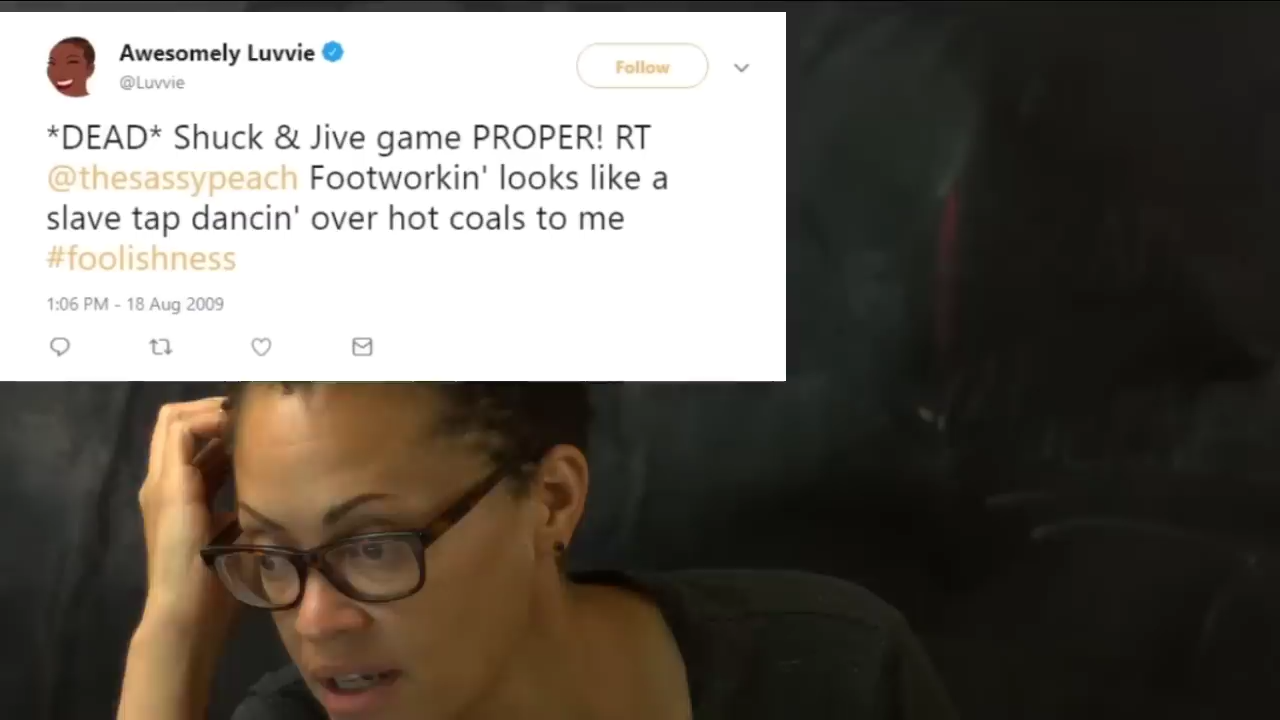 Awesomely Luvvie
@Luvvie
Follow
*DEAD* Shuck & Jive game PROPER! RT
@thesassypeach Footworkin' looks like a
slave tap dancin' over hot coals to me
#foolishness
1:06 PM - 18 Aug 2009